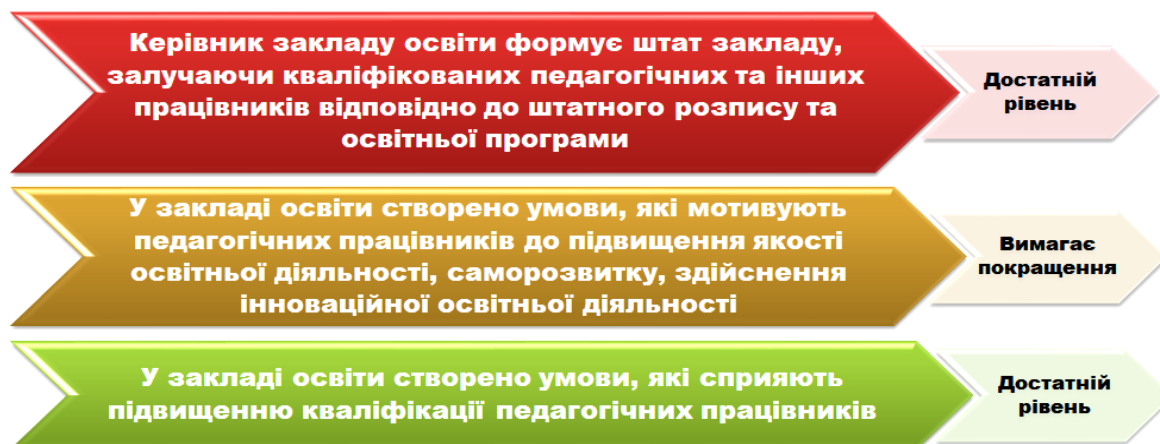 Керівник закладу освіти формує штат закладу,
залучаючи кваліфікованих педагогічних та інших
працівників відповідно до штатного розпису та
освітньої програми
Достатній
рівень
У закладі освіти створено умови, які мотивують
педагогічних працівників до підвищення якості
освітньої діяльності, саморозвитку, здійснення
інноваційної освітньої діяльності
Вимагає
покращення
У закладі освіти створено умови, які сприяють
підвищенню кваліфікації педагогічних працівників
Достатній
рівень